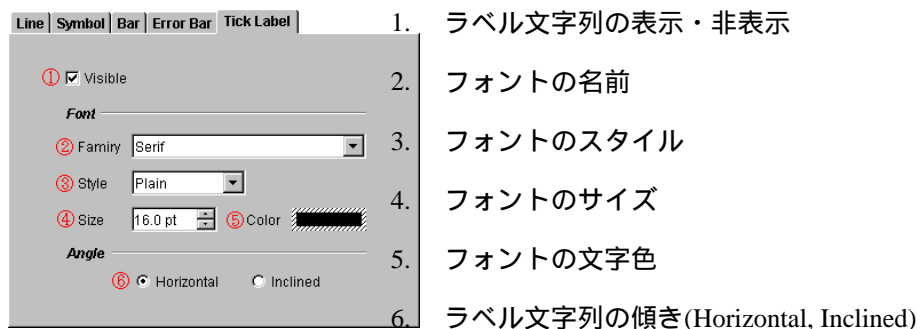 Line Symbol Bar Error Bar Tick Label
① Visible
Font
② Famiry Serif
③ Style Plain
④ Size 16.0 pt ⑤ Color
Angle
⑥ Horizontal Inclined
1. ラベル文字列の表示・非表示
2. フォントの名前
3. フォントのスタイル
4. フォントのサイズ
5. フォントの文字色
6. ラベル文字列の傾き(Horizontal, Inclined)